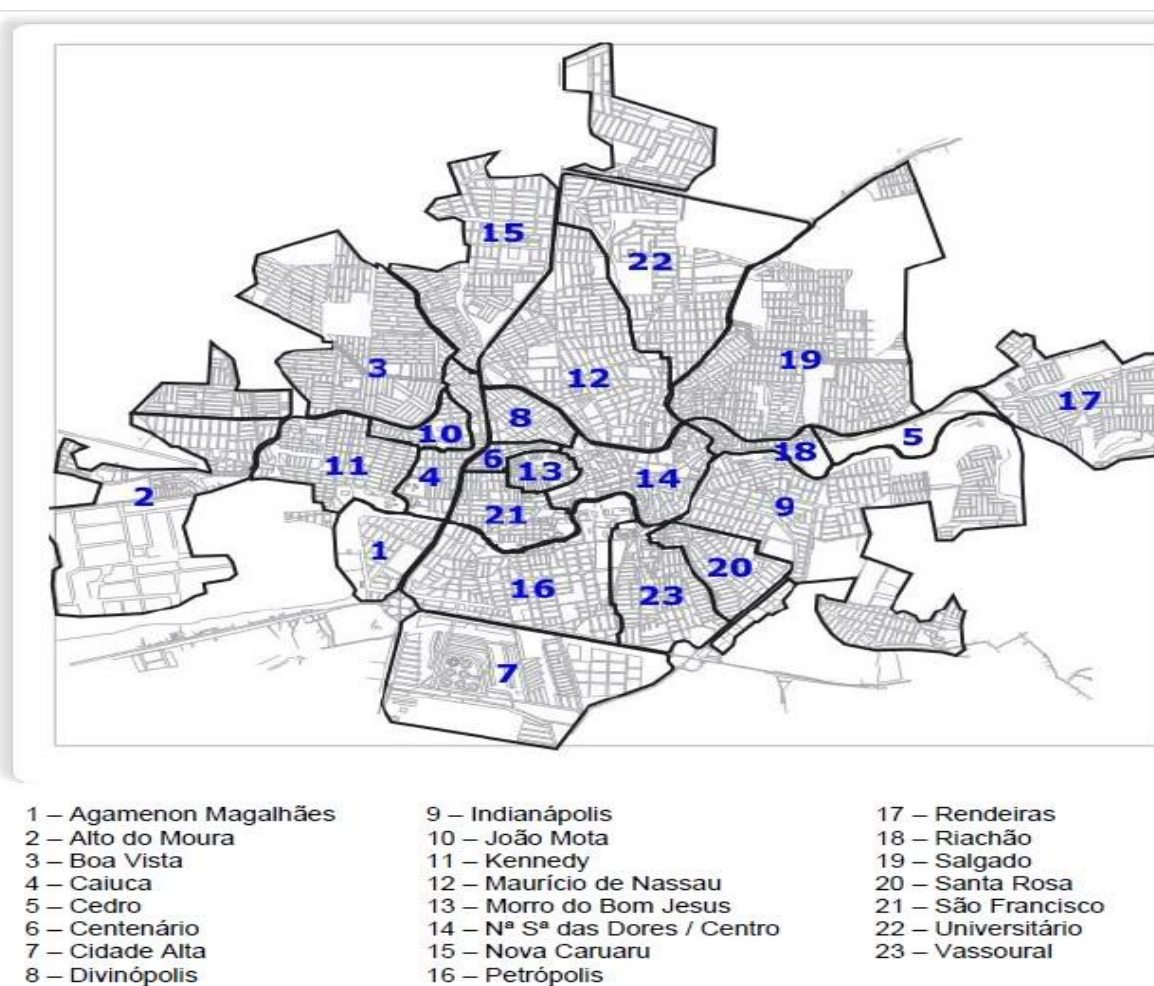 15
22
3
12
19
8
17
10
5
11
6
13
18
4
14
2
21
9
1
16
23
20
7
1 – Agamenon Magalhães
2 – Alto do Moura
3 – Boa Vista
4 – Caiuca
5 – Cedro
6 – Centenário
7 – Cidade Alta
8 – Divinópolis
9 – Indianápolis
10 – João Mota
11 – Kennedy
12 – Maurício de Nassau
13 – Morro do Bom Jesus
14 – Nª Sª das Dores / Centro
15 – Nova Caruaru
16 – Petrópolis
17 – Rendeiras
18 – Riachão
19 – Salgado
20 – Santa Rosa
21 – São Francisco
22 – Universitário
23 – Vassoural